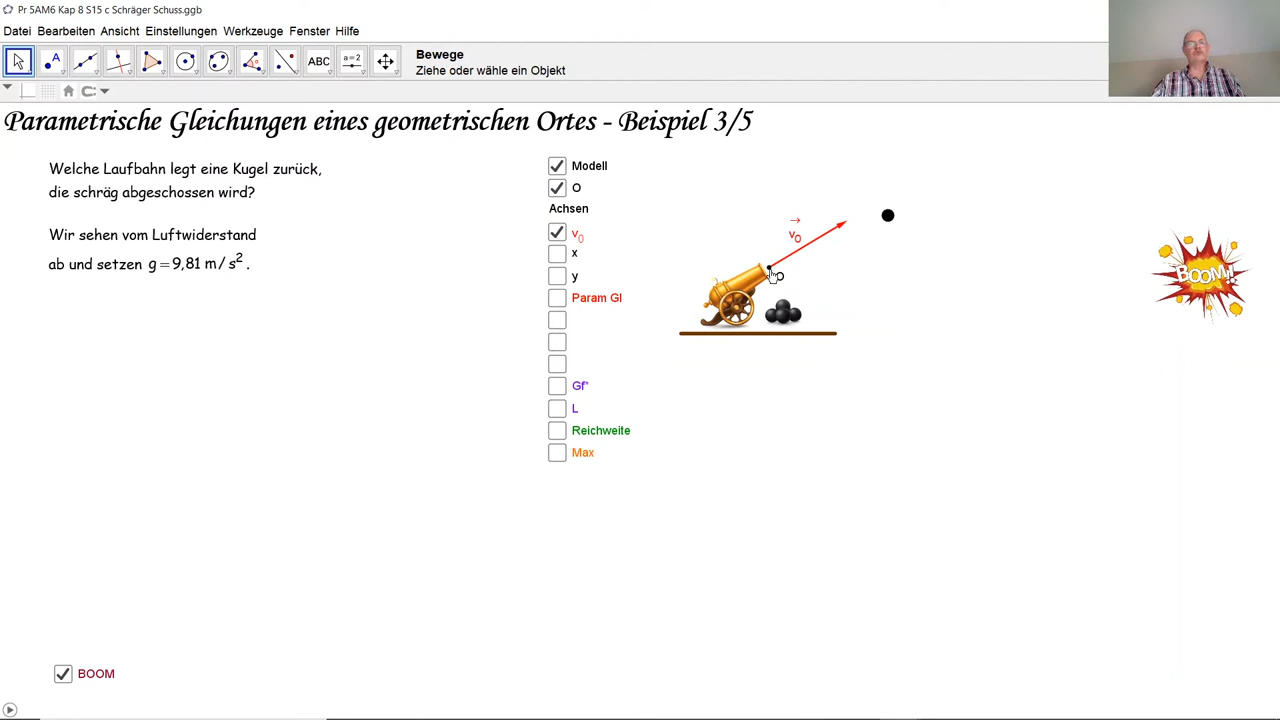 Pr 5AM6 Kap 8 S15 c Schräger Schuss.ggb
Datei Bearbeiten Ansicht Einstellungen Werkzeuge Fenster Hilfe
A
ABC
a=2
Bewege
Ziehe oder wähle ein Objekt
Parametrische Gleichungen eines geometrischen Ortes - Beispiel 3/5
Welche Laufbahn legt eine Kugel zurück,
die schräg abgeschossen wird?
Wir sehen vom Luftwiderstand
ab und setzen g = 9,81 m/s².
Modell
O
Achsen
v₀
x
y
Param Gl
Gf'
L
Reichweite
Max
v₀
O
BOOM!
BOOM